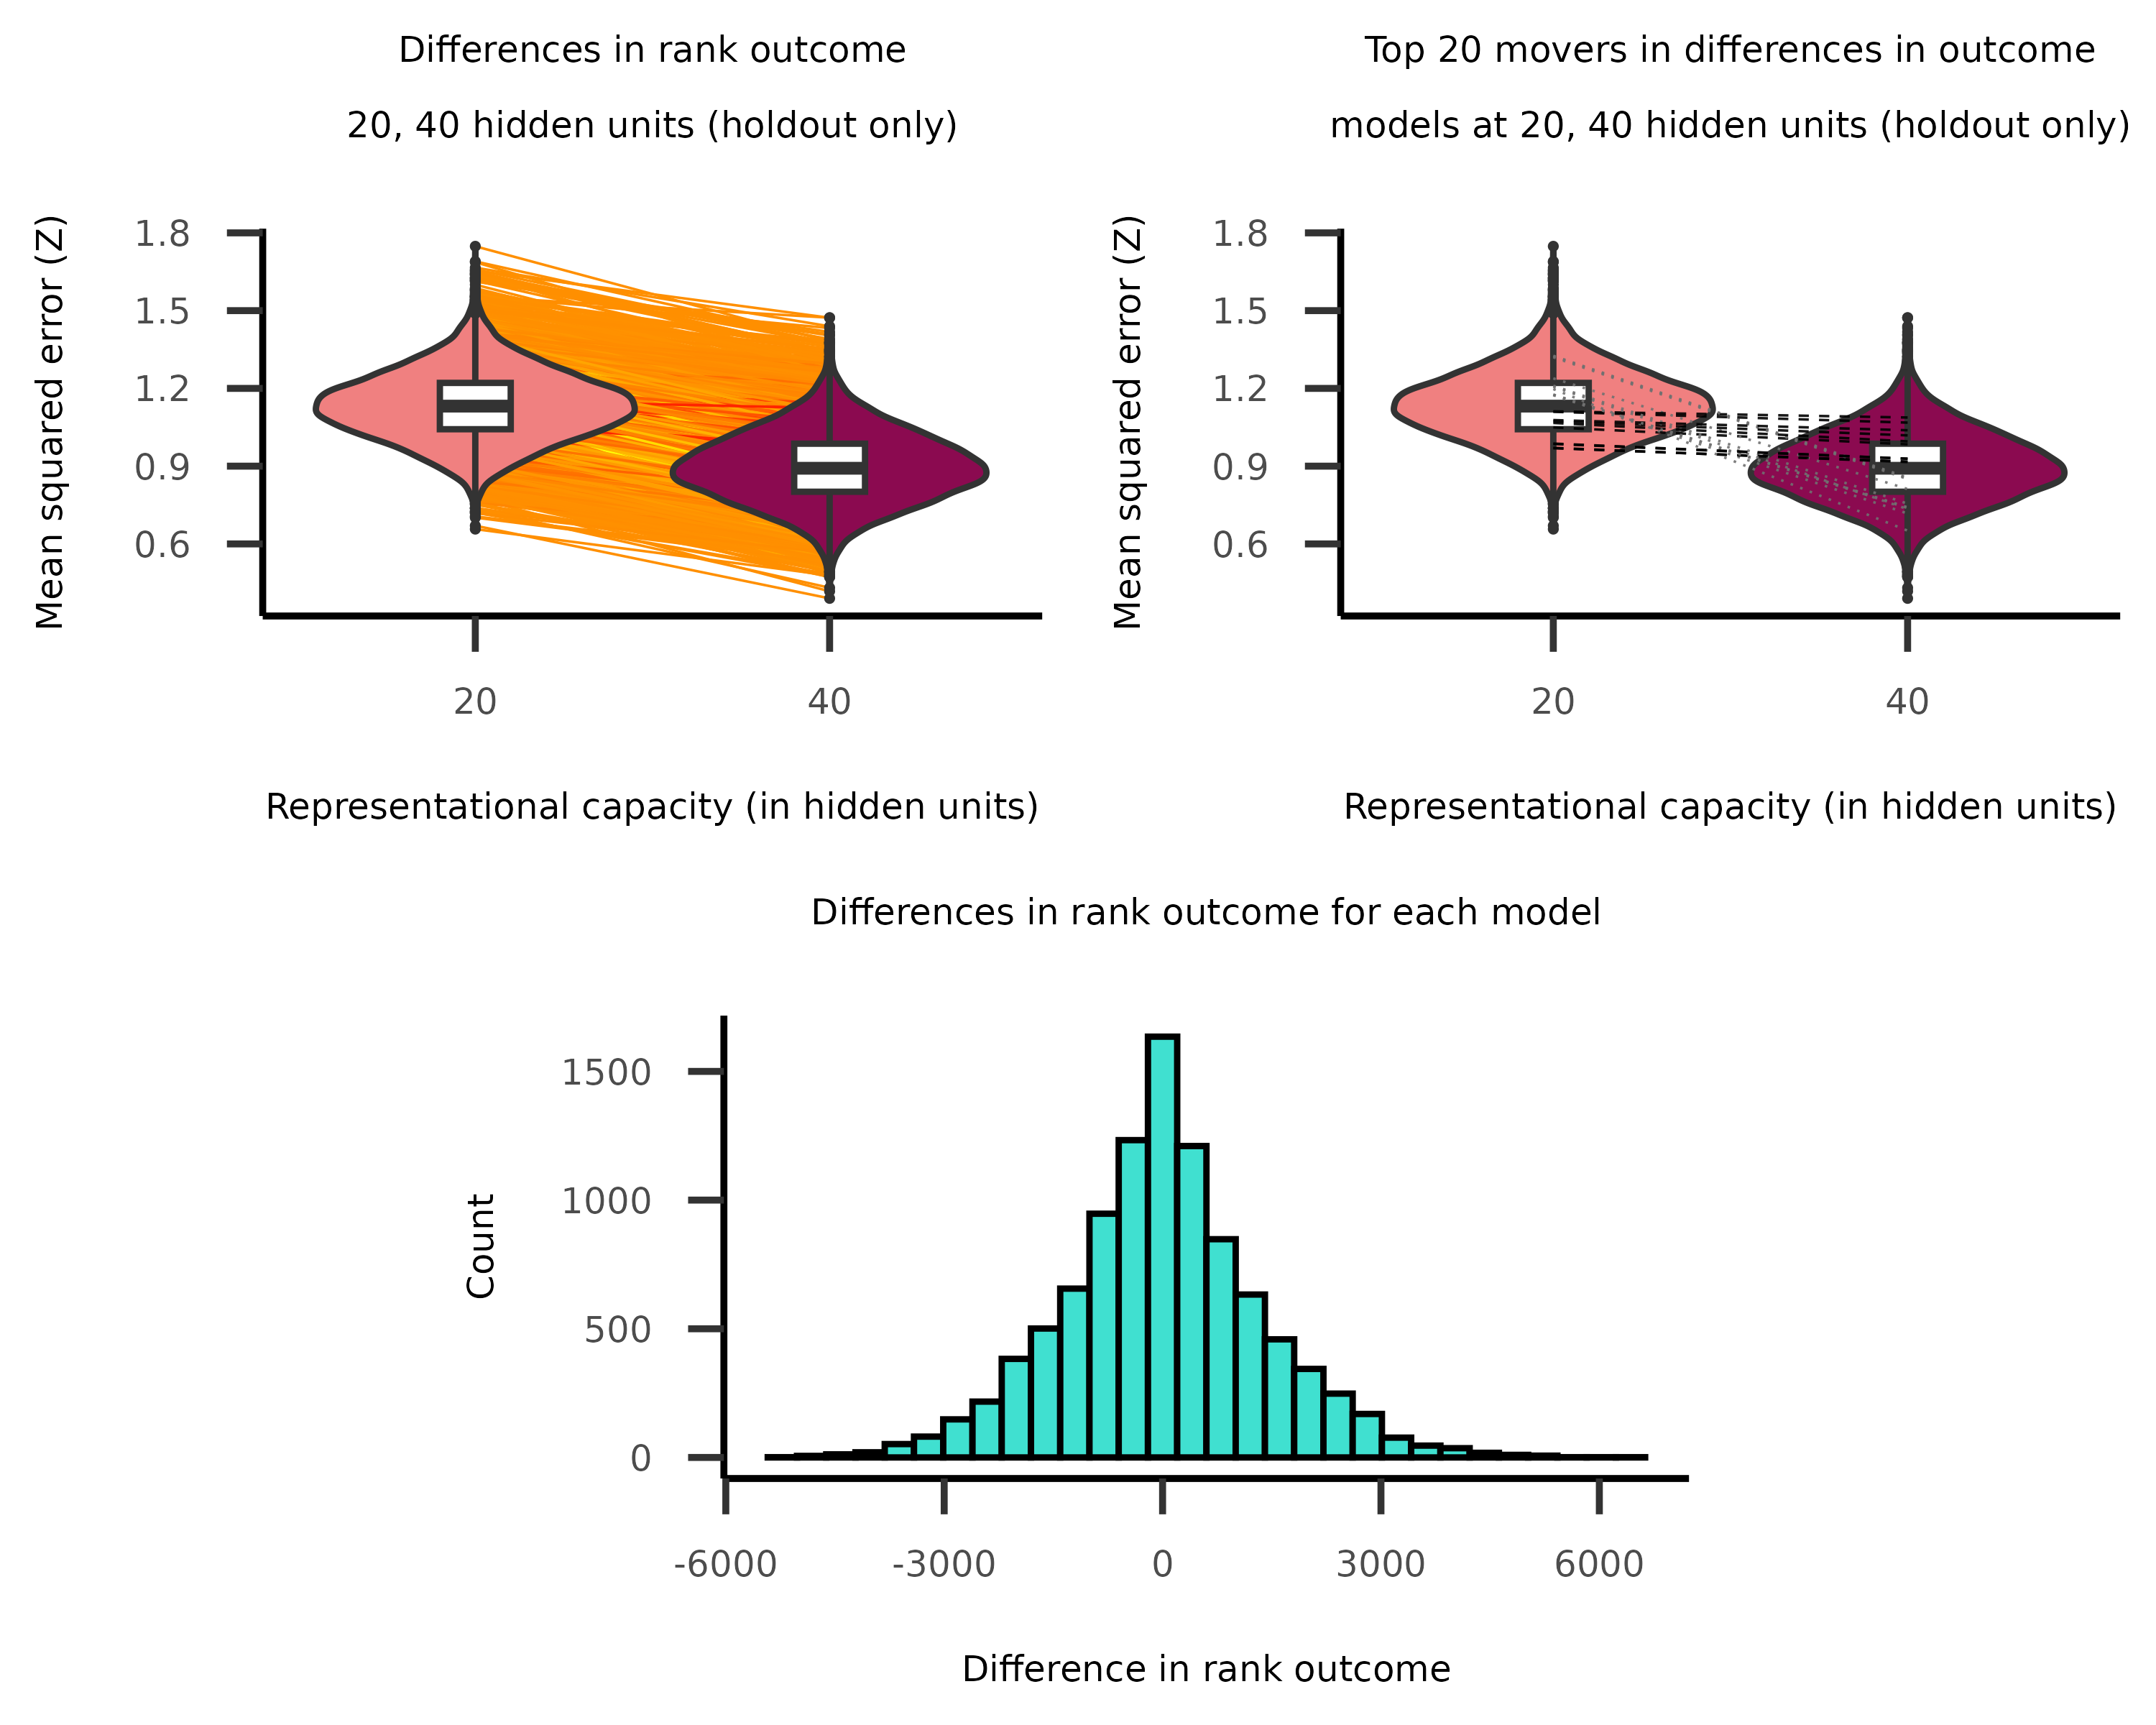 Differences in rank outcome
20, 40 hidden units (holdout only)
Mean squared error (Z)
1.8
1.5
1.2
0.9
0.6
20
40
Representational capacity (in hidden units)
Top 20 movers in differences in outcome
models at 20, 40 hidden units (holdout only)
Mean squared error (Z)
1.8
1.5
1.2
0.9
0.6
20
40
Representational capacity (in hidden units)
Differences in rank outcome for each model
Count
1500
1000
500
0
-6000
-3000
0
3000
6000
Difference in rank outcome